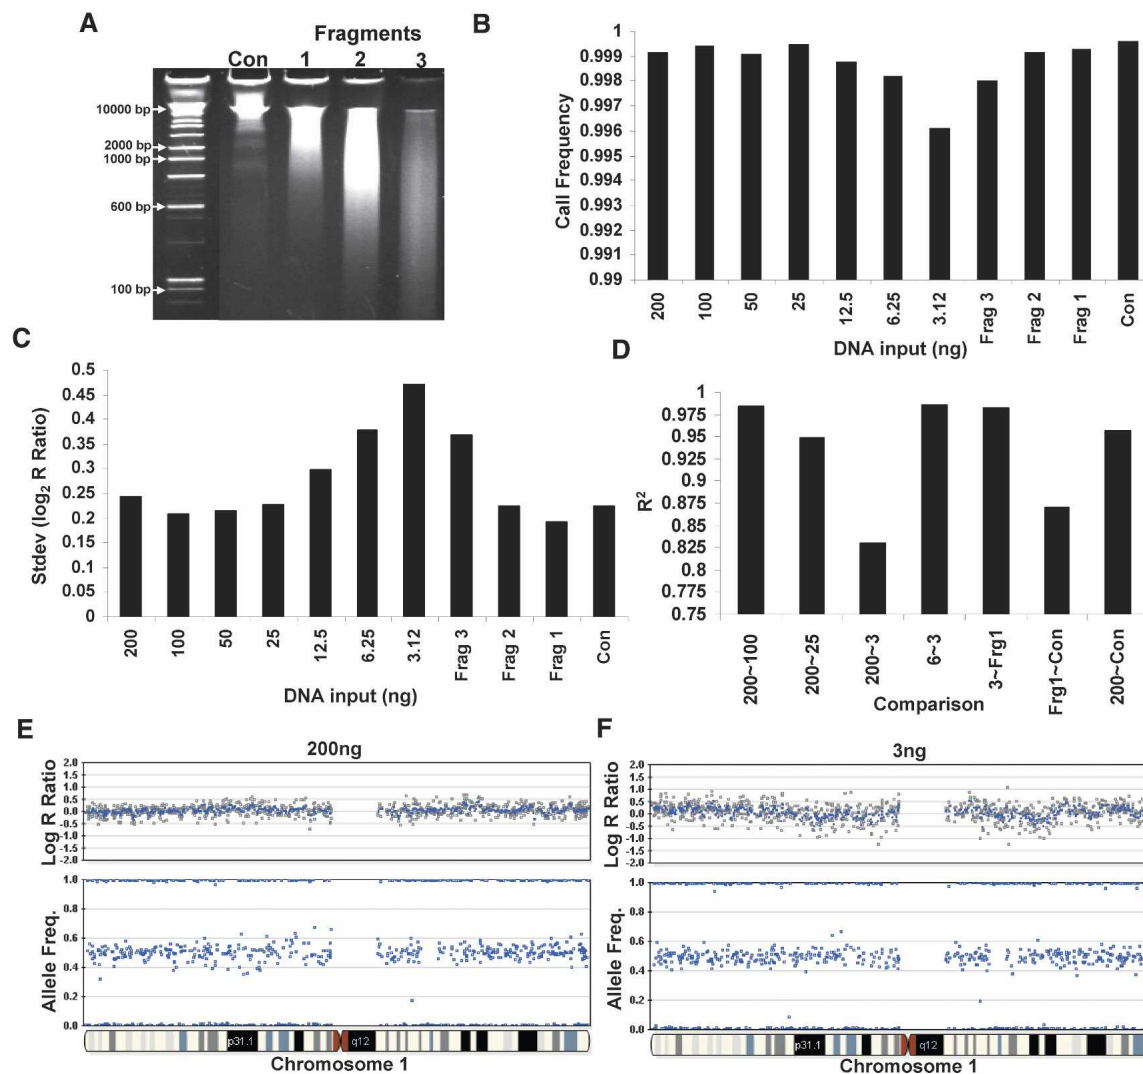 A
Fragments
Con 1 2 3
10000 bp
2000 bp
1000 bp
600 bp
100 bp
B
Call Frequency
1
0.999
0.998
0.997
0.996
0.995
0.994
0.993
0.992
0.991
0.99
200 100 50 25 12.5 6.25 3.12 Frag 3 Frag 2 Frag 1 Con
DNA input (ng)
C
Stdev (log2 R Ratio)
0.5
0.45
0.4
0.35
0.3
0.25
0.2
0.15
0.1
0.05
0
200 100 50 25 12.5 6.25 3.12 Frag 3 Frag 2 Frag 1 Con
DNA input (ng)
D
R2
1
0.975
0.95
0.925
0.9
0.875
0.85
0.825
0.8
0.775
0.75
200~100 200~25 200~3 6~3 3~Frg1 Frg1~Con 200~Con
Comparison
E
200ng
Log R Ratio
2.0
1.5
1.0
0.5
0.0
-0.5
-1.0
-1.5
-2.0
Allele Freq.
1.0
0.8
0.6
0.4
0.2
0.0
p31.1 q12
Chromosome 1
F
3ng
Log R Ratio
2.0
1.5
1.0
0.5
0.0
-0.5
-1.0
-1.5
-2.0
Allele Freq.
1.0
0.8
0.6
0.4
0.2
0.0
p31.1 q12
Chromosome 1